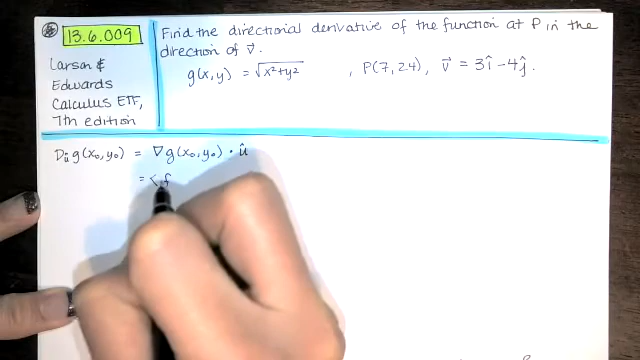 13.6.009
Larson &
Edwards
Calculus ETF,
7th edition
Find the directional derivative of the function at P in the
direction of v⃗.
g(x,y) = √x²+y² , P(7,24), v⃗ = 3î - 4ĵ.
D_û g(x₀,y₀) = ∇g(x₀,y₀) · û
= < f